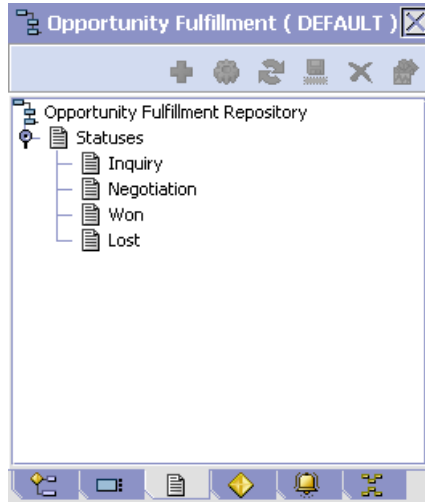 Opportunity Fulfillment ( DEFAULT )
Opportunity Fulfillment Repository
Statuses
Inquiry
Negotiation
Won
Lost